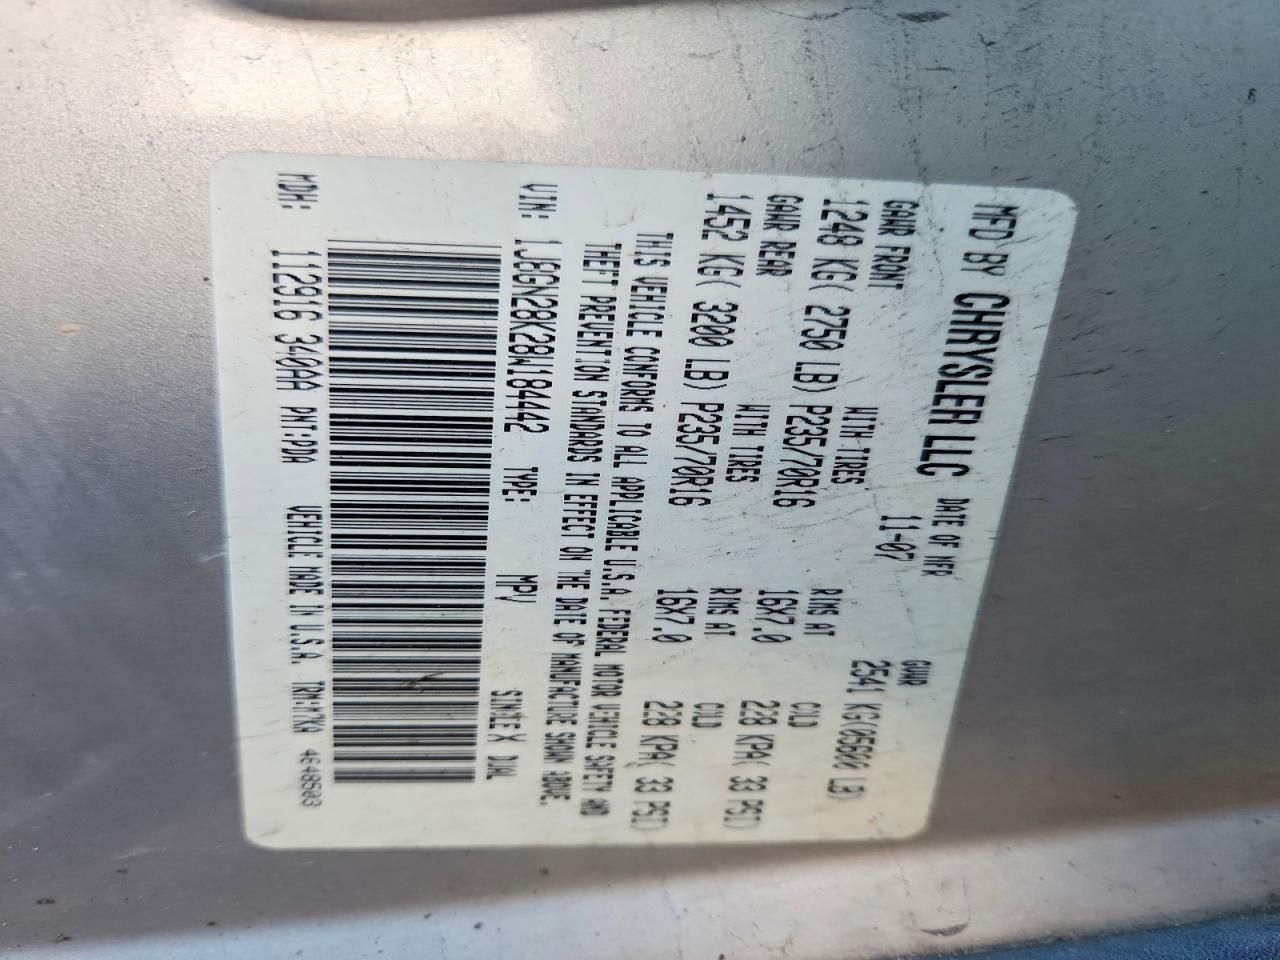 MFD BY CHRYSLER LLC DATE OF MFR 11-07 GVWR 2541 KG(05600 LB)
GAWR FRONT WITH TIRES RIMS AT COLD
1248 KG( 2750 LB) P235/70R16 16X7.0 228 KPA( 33 PSI)
GAWR REAR WITH TIRES RIMS AT COLD
1452 KG( 3200 LB) P235/70R16 16X7.0 228 KPA( 33 PSI)
THIS VEHICLE CONFORMS TO ALL APPLICABLE U.S.A. FEDERAL MOTOR VEHICLE SAFETY AND
THEFT PREVENTION STANDARDS IN EFFECT ON THE DATE OF MANUFACTURE SHOWN ABOVE.
VIN: 1J8GN28K28W184442 TYPE: MPV SINGLE X DUAL
MDH: 112916 340AA PNT:PDA VEHICLE MADE IN U.S.A. 4648503